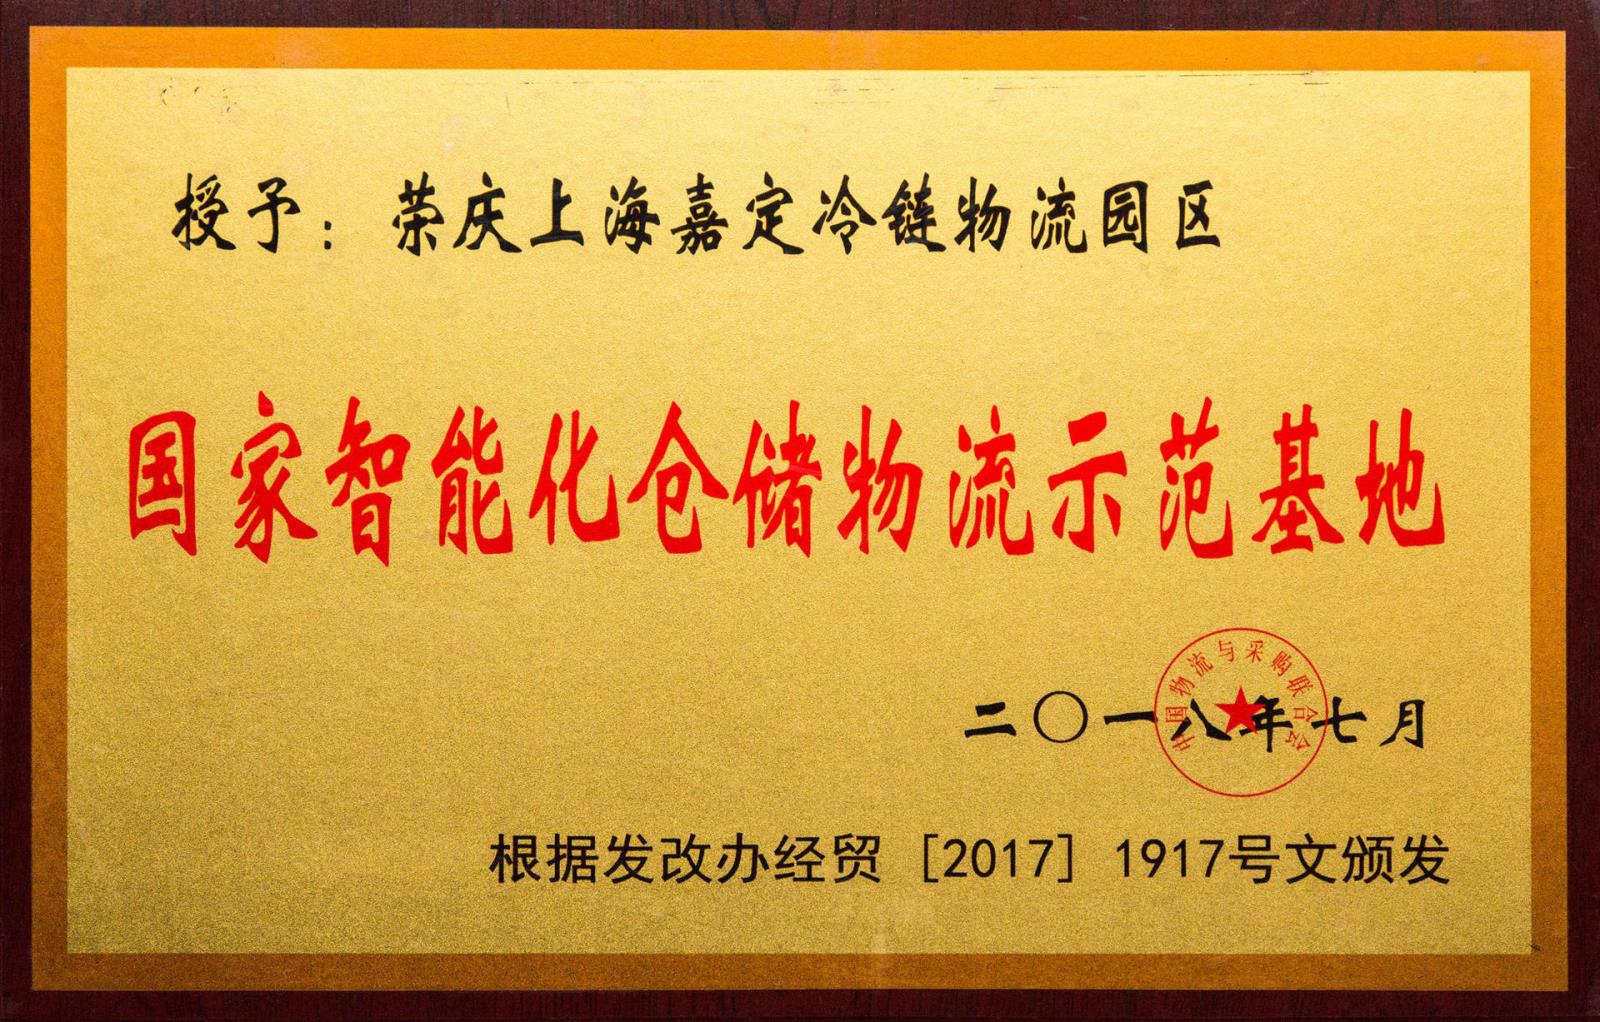 授予：荣庆上海嘉定冷链物流园区
国家智能化仓储物流示范基地
中国物流与采购联合会
二〇一八年七月
根据发改办经贸［2017］1917号文颁发